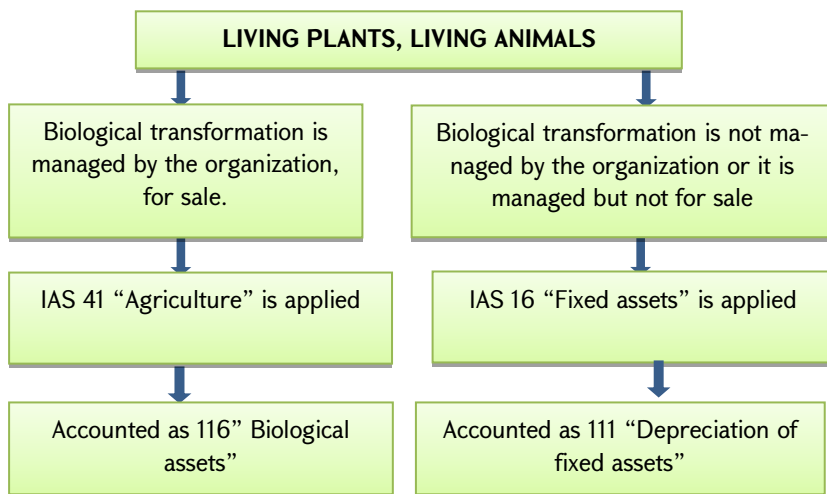 LIVING PLANTS, LIVING ANIMALS
Biological transformation is
managed by the organization,
for sale.
Biological transformation is not ma-
naged by the organization or it is
managed but not for sale
IAS 41 “Agriculture” is applied
IAS 16 “Fixed assets” is applied
Accounted as 116” Biological
assets”
Accounted as 111 “Depreciation of
fixed assets”